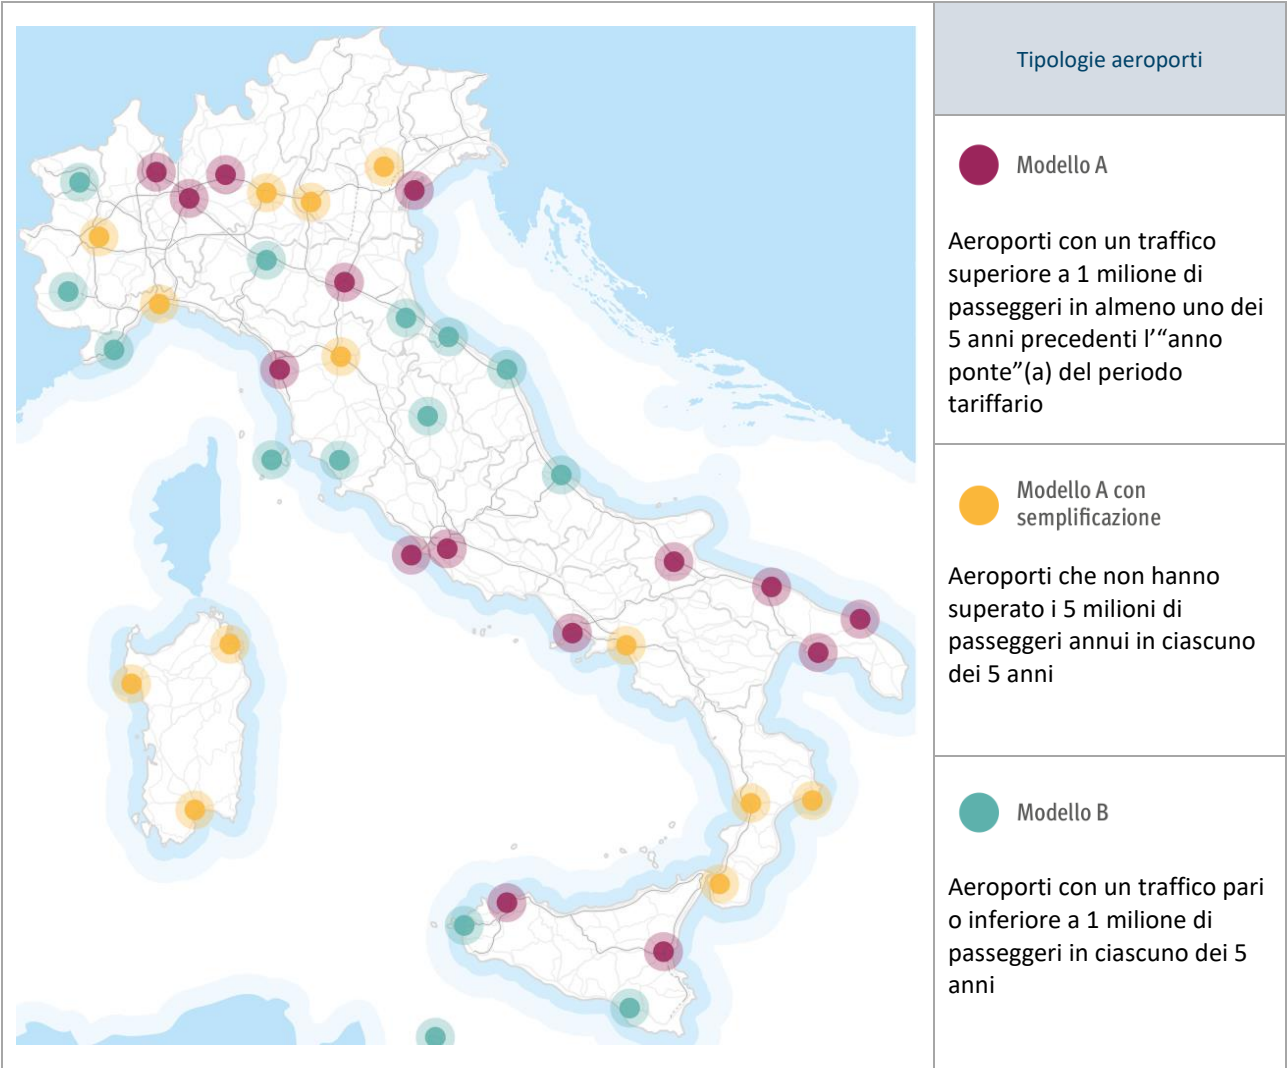 Tipologie aeroporti
Modello A
Aeroporti con un traffico
superiore a 1 milione di
passeggeri in almeno uno dei
5 anni precedenti l’“anno
ponte”(a) del periodo
tariffario
Modello A con
semplificazione
Aeroporti che non hanno
superato i 5 milioni di
passeggeri annui in ciascuno
dei 5 anni
Modello B
Aeroporti con un traffico pari
o inferiore a 1 milione di
passeggeri in ciascuno dei 5
anni